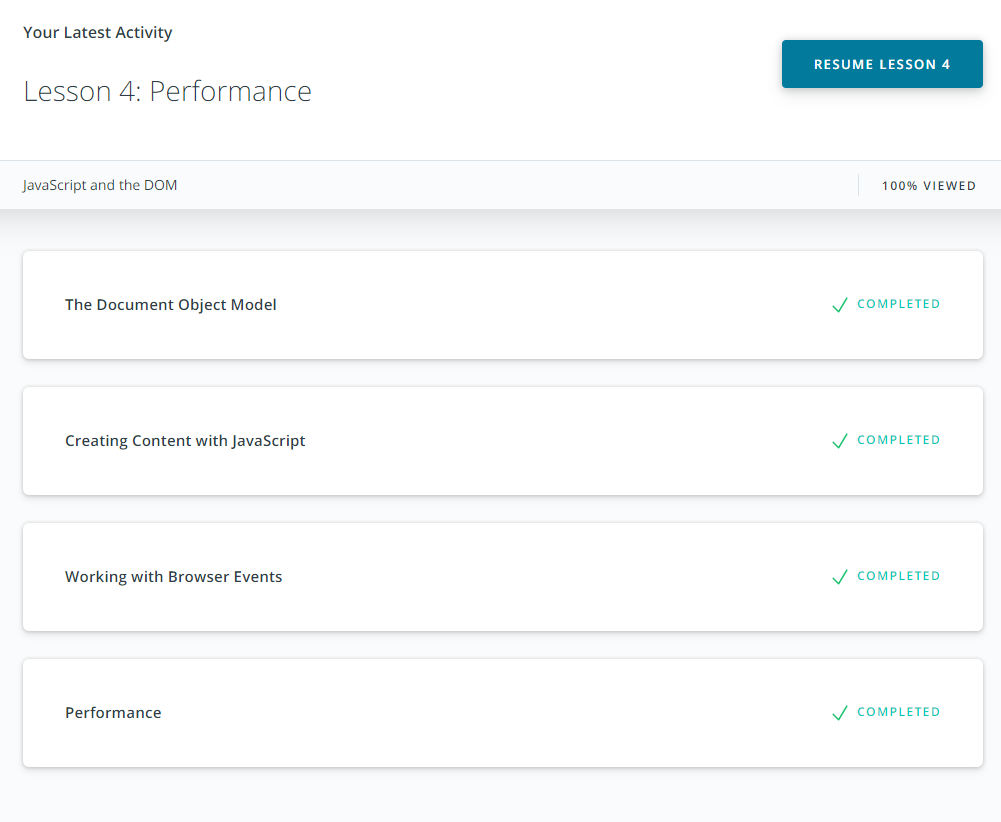 Your Latest Activity
RESUME LESSON 4
Lesson 4: Performance
JavaScript and the DOM
100% VIEWED
The Document Object Model
COMPLETED
Creating Content with JavaScript
COMPLETED
Working with Browser Events
COMPLETED
Performance
COMPLETED